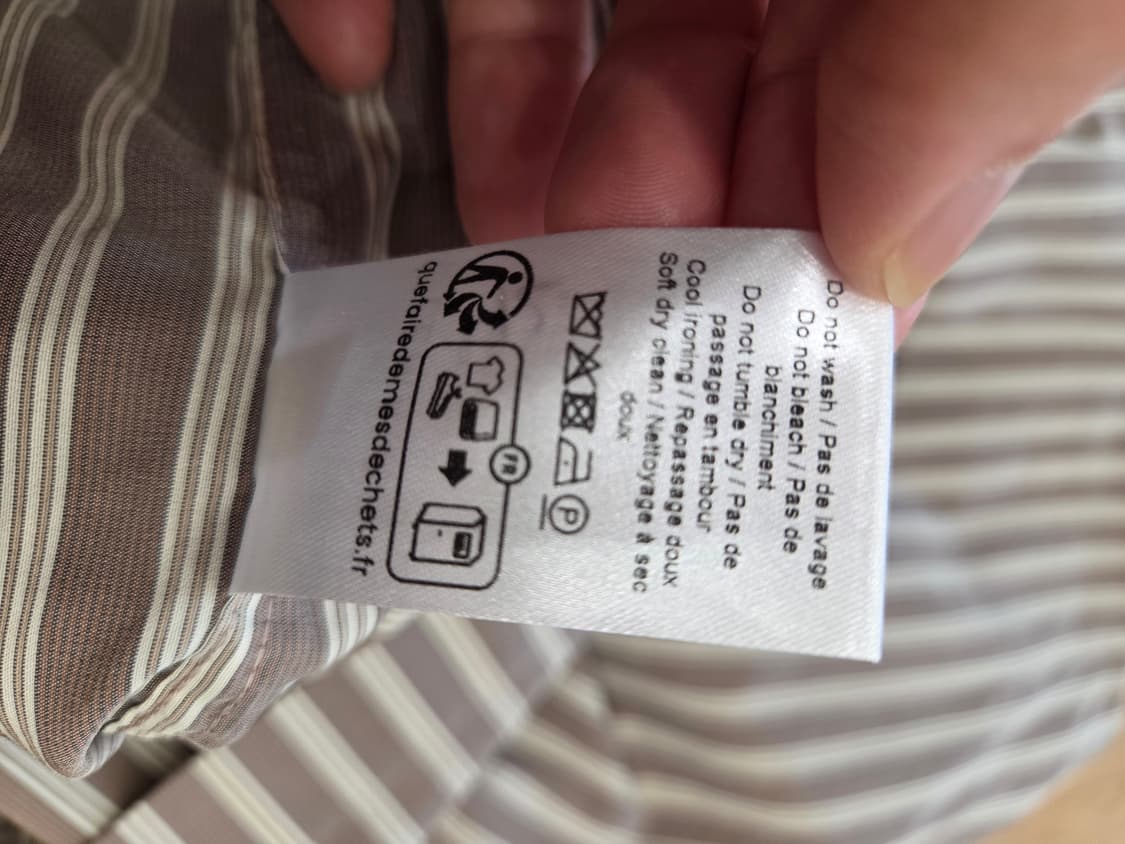 Do not wash / Pas de lavage
Do not bleach / Pas de
blanchiment
Do not tumble dry / Pas de
passage en tambour
Cool ironing / Repassage doux
Soft dry clean / Nettoyage à sec
doux
P
FR
quefairedemesdechets.fr